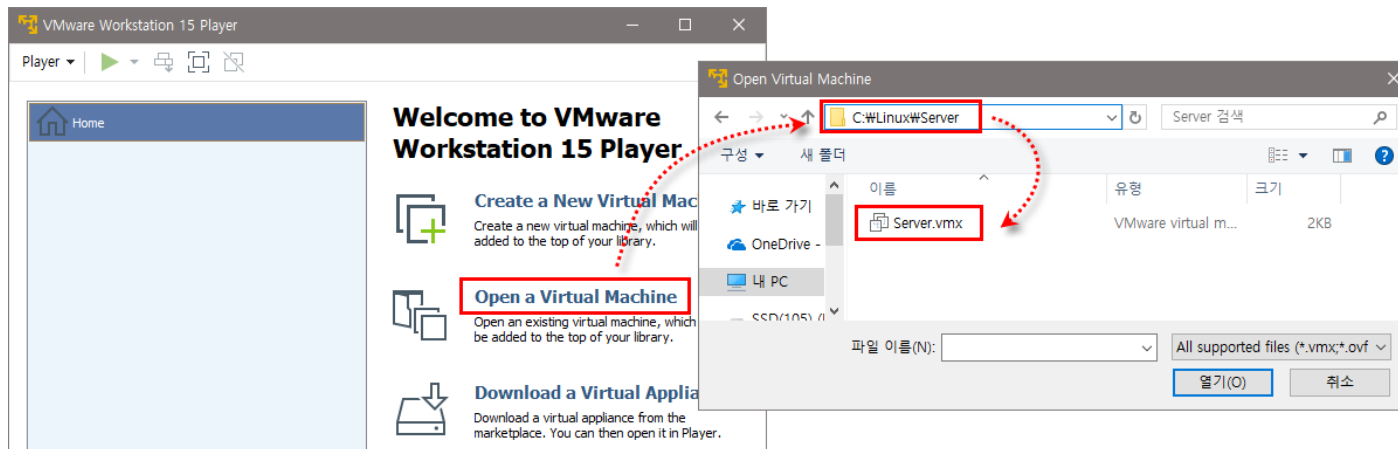 VMware Workstation 15 Player
Player
Home
Welcome to VMware
Workstation 15 Player
Create a New Virtual Mac
Create a new virtual machine, which will
added to the top of your library.
Open a Virtual Machine
Open an existing virtual machine, which
be added to the top of your library.
Download a Virtual Applia
Download a virtual appliance from the
marketplace. You can then open it in Player.
Open Virtual Machine
C:₩Linux₩Server
Server 검색
구성
새 폴더
이름
유형
크기
바로 가기
Server.vmx
VMware virtual m...
2KB
OneDrive -
내 PC
SSD(105) (
파일 이름(N):
All supported files (*.vmx;*.ovf
열기(O)
취소